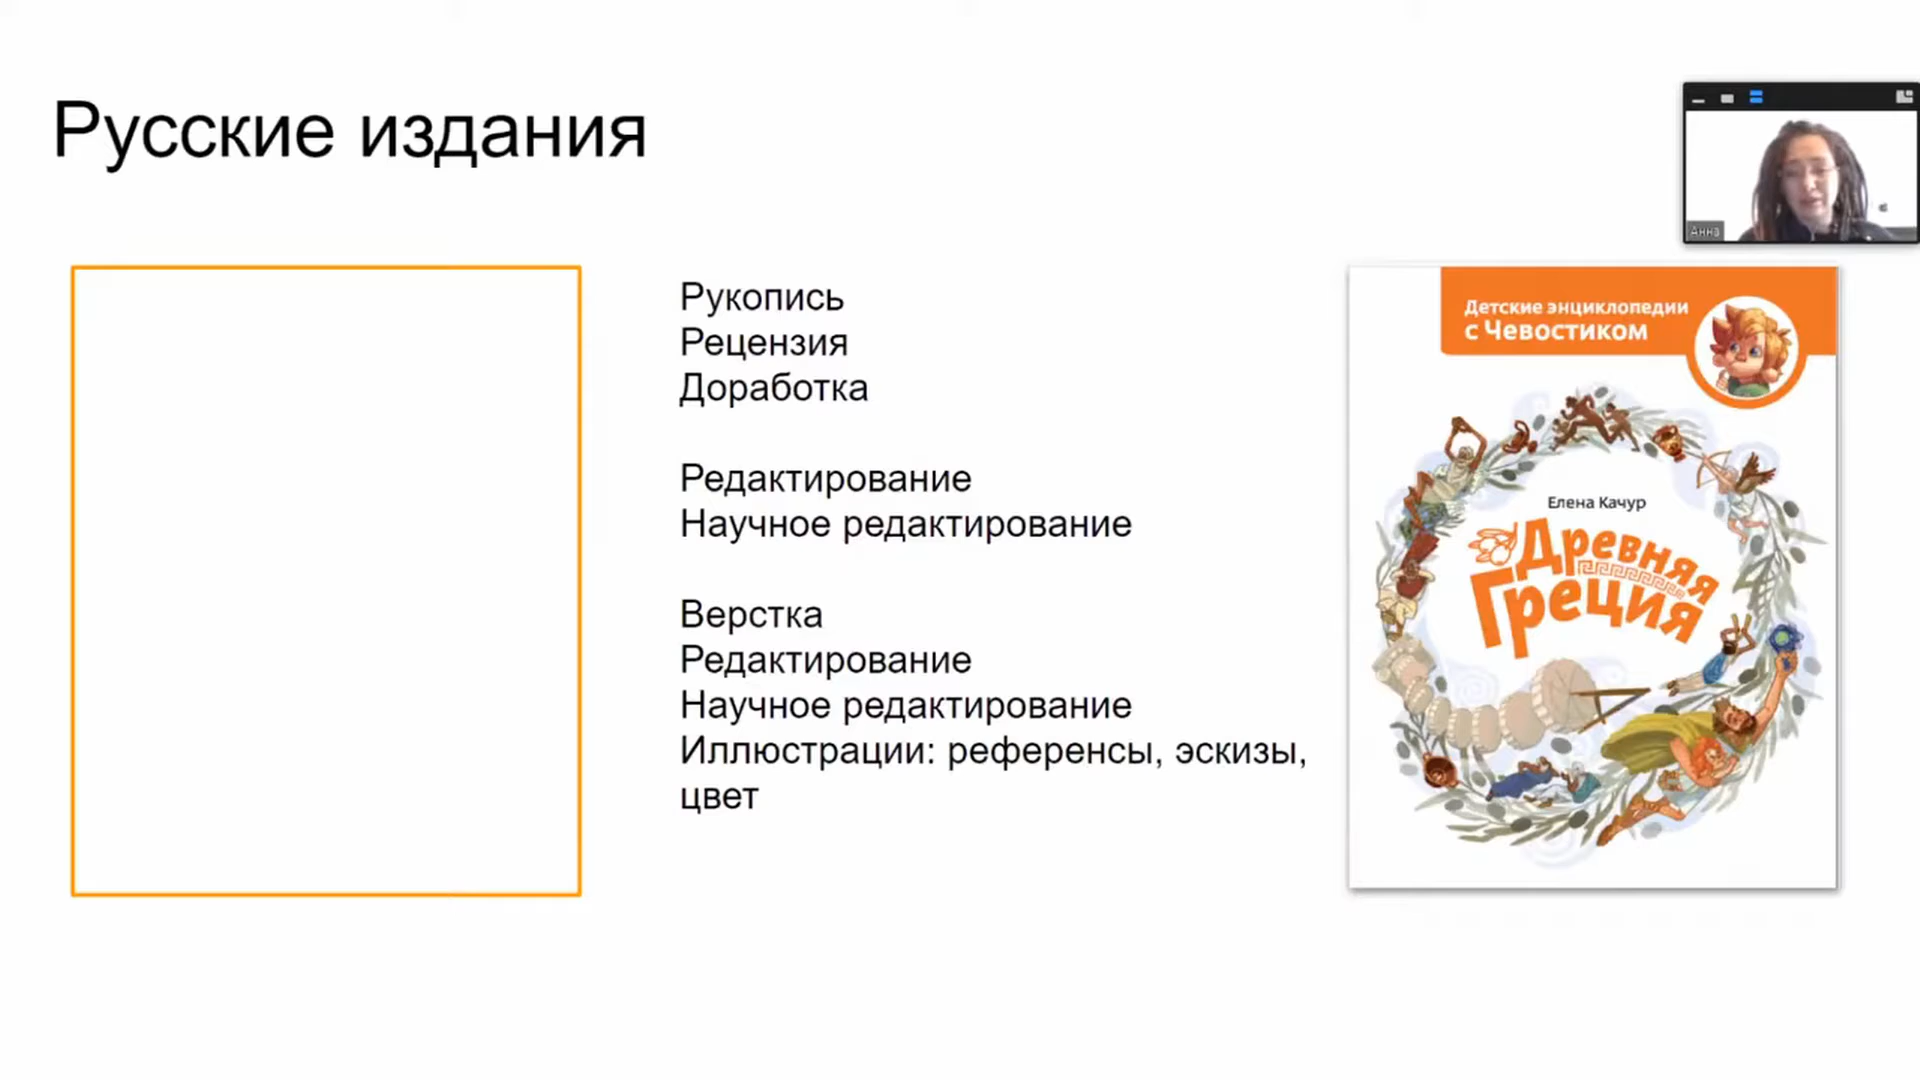 Русские издания
Анна
Рукопись
Рецензия
Доработка
Редактирование
Научное редактирование
Верстка
Редактирование
Научное редактирование
Иллюстрации: референсы, эскизы,
цвет
Детские энциклопедии
с Чевостиком
Елена Качур
Древняя
Греция